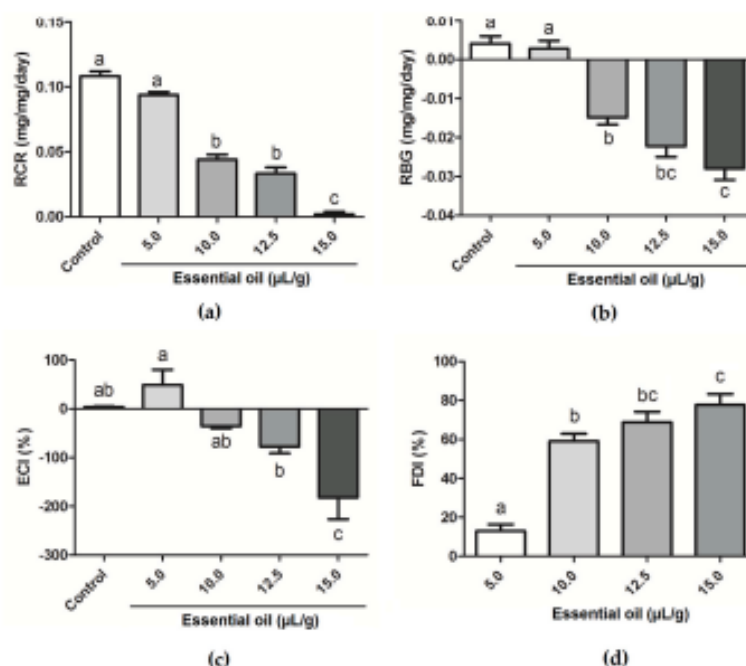 0.15
0.10
0.05
0.00
RCR (mg/mg/day)
a
a
b
b
c
Control
5.0
10.0
12.5
15.0
Essential oil (µL/g)
(a)
0.01
0.00
-0.01
-0.02
-0.03
-0.04
RBG (mg/mg/day)
a
a
b
bc
c
Control
5.0
10.0
12.5
15.0
Essential oil (µL/g)
(b)
100
0
-100
-200
-300
ECI (%)
ab
a
ab
b
c
Control
5.0
10.0
12.5
15.0
Essential oil (µL/g)
(c)
100
80
60
40
20
0
FDI (%)
a
b
bc
c
5.0
10.0
12.5
15.0
Essential oil (µL/g)
(d)